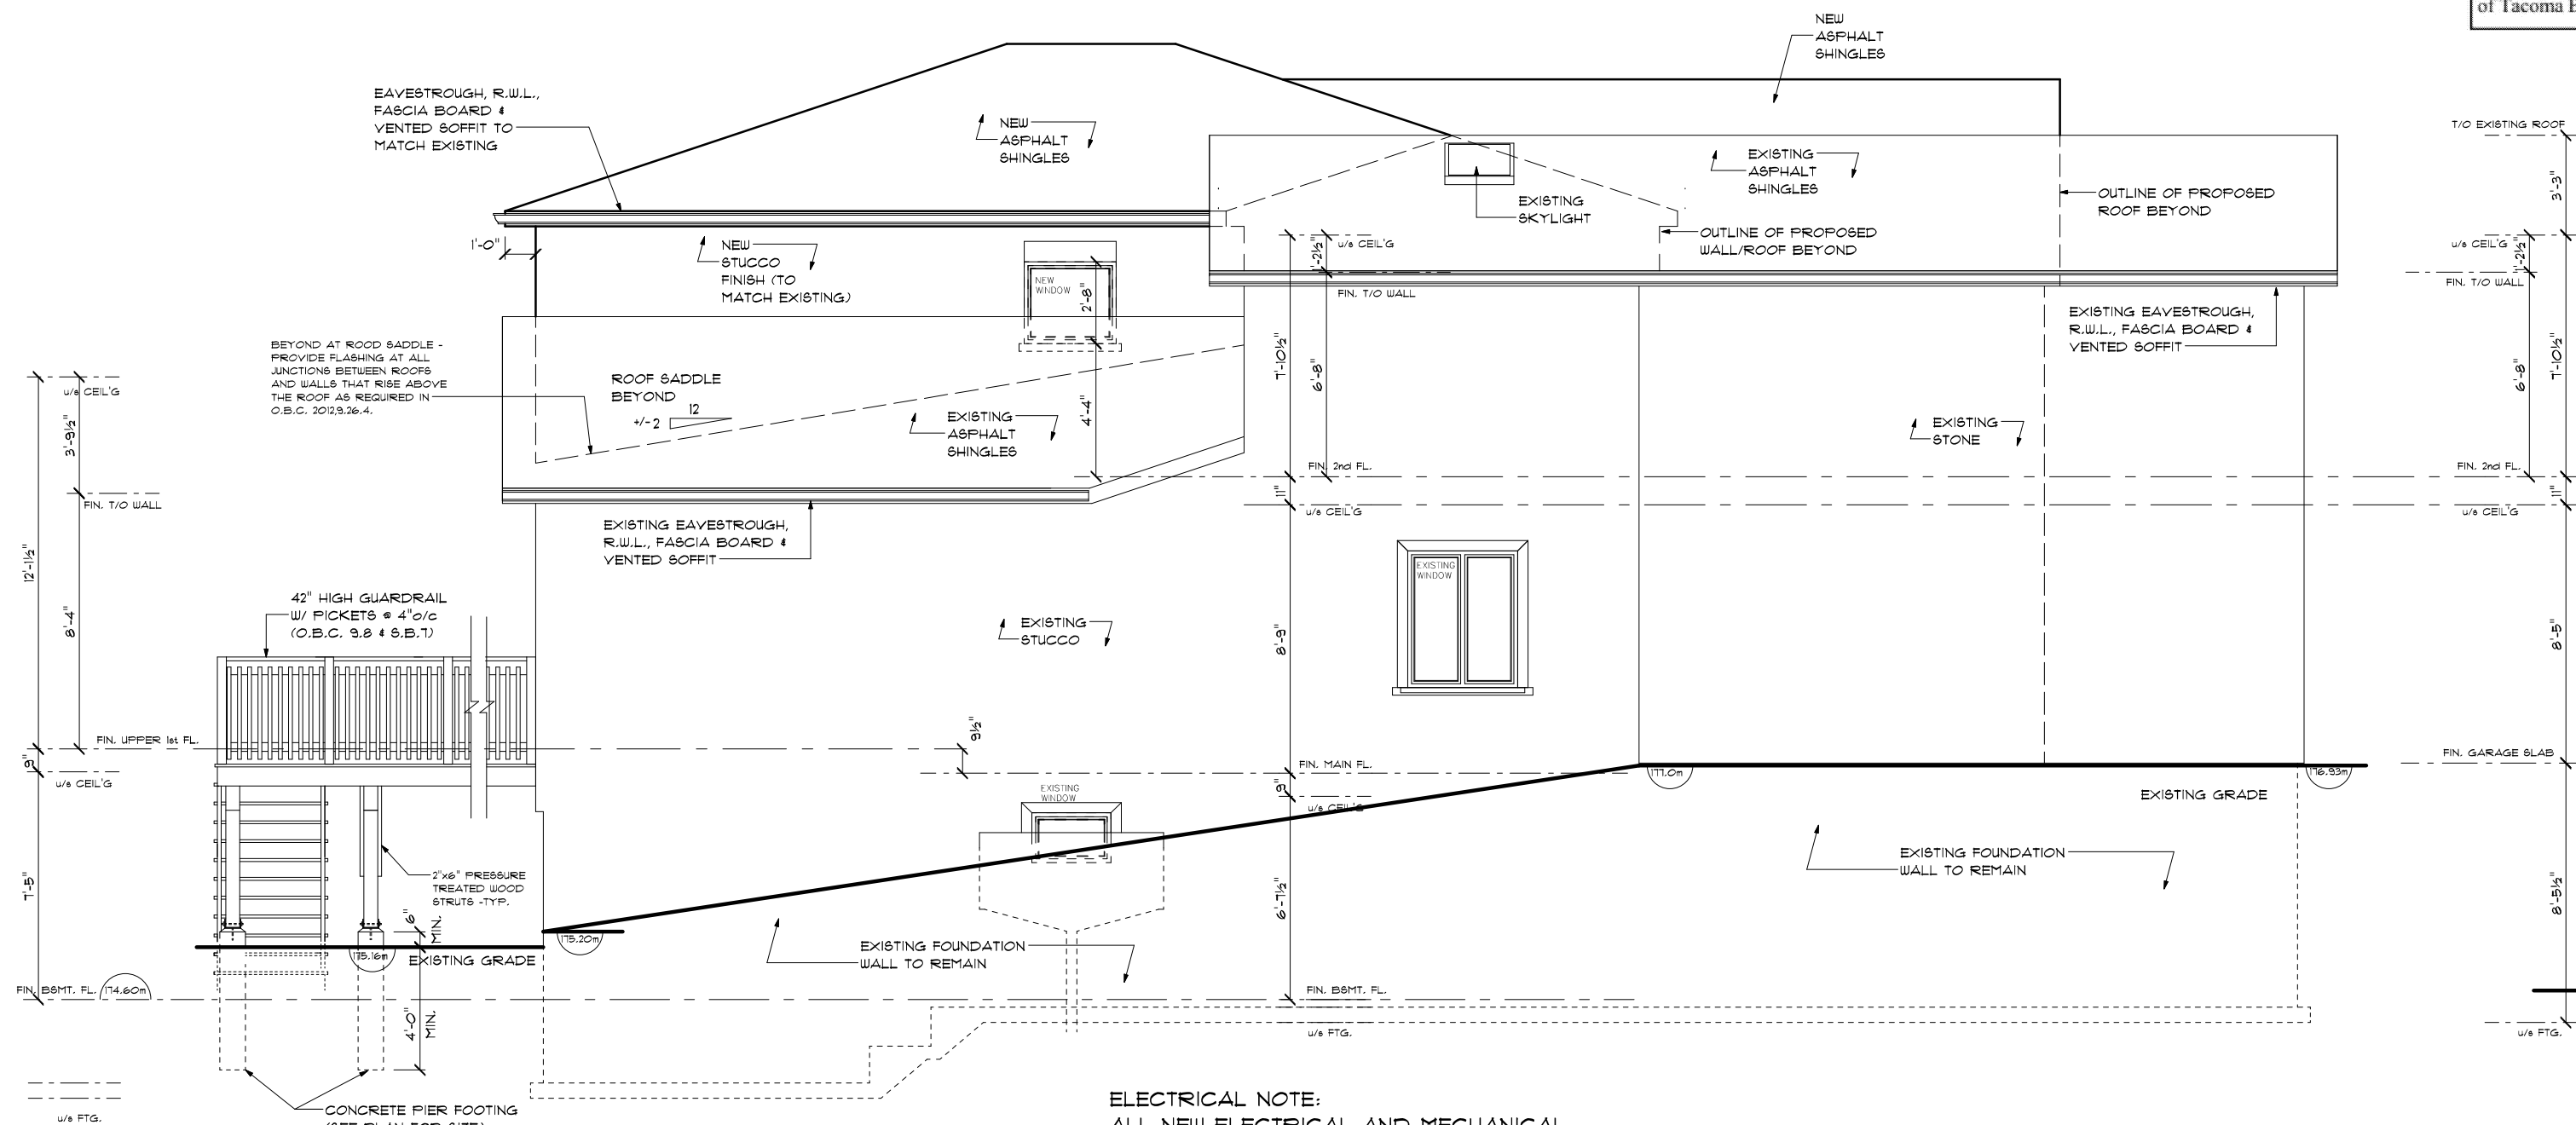 of Tacoma B
NEW
ASPHALT
SHINGLES
EAVESTROUGH, R.W.L.,
FASCIA BOARD &
VENTED SOFFIT TO
MATCH EXISTING
NEW
ASPHALT
SHINGLES
EXISTING
ASPHALT
SHINGLES
EXISTING
SKYLIGHT
OUTLINE OF PROPOSED
ROOF BEYOND
OUTLINE OF PROPOSED
WALL/ROOF BEYOND
T/O EXISTING ROOF
3'-3"
u/s CEIL'G
1'-2½"
FIN. T/O WALL
1'-0"
NEW
STUCCO
FINISH (TO
MATCH EXISTING)
NEW
WINDOW
2'-8"
u/s CEIL'G
1'-2½"
FIN. T/O WALL
EXISTING EAVESTROUGH,
R.W.L., FASCIA BOARD &
VENTED SOFFIT
BEYOND AT ROOD SADDLE -
PROVIDE FLASHING AT ALL
JUNCTIONS BETWEEN ROOFS
AND WALLS THAT RISE ABOVE
THE ROOF AS REQUIRED IN
O.B.C. 2012,9.26.4.
ROOF SADDLE
BEYOND
12
+/- 2
EXISTING
ASPHALT
SHINGLES
4'-4"
7'-10½"
6'-8"
EXISTING
STONE
6'-8"
7'-10½"
u/s CEIL'G
3'-9½"
FIN. T/O WALL
12'-1½"
8'-4"
FIN. 2nd FL.
11"
u/s CEIL'G
FIN. 2nd FL.
11"
u/s CEIL'G
EXISTING EAVESTROUGH,
R.W.L., FASCIA BOARD &
VENTED SOFFIT
EXISTING
WINDOW
42" HIGH GUARDRAIL
W/ PICKETS @ 4"o/c
(O.B.C. 9.8 & S.B.7)
EXISTING
STUCCO
8'-9"
8'-5"
FIN. UPPER 1st FL.
9"
u/s CEIL'G
9½"
FIN. MAIN FL.
9"
u/s CEIL'G
177.0m
176.93m
FIN. GARAGE SLAB
EXISTING GRADE
EXISTING
WINDOW
7'-5"
2"x6" PRESSURE
TREATED WOOD
STRUTS -TYP.
6"
MIN.
6'-7½"
EXISTING FOUNDATION
WALL TO REMAIN
8'-5½"
175.20m
175.16m
EXISTING GRADE
EXISTING FOUNDATION
WALL TO REMAIN
FIN. BSMT. FL.
174.60m
4'-0"
MIN.
FIN. BSMT. FL.
u/s FTG.
u/s FTG.
u/s FTG.
CONCRETE PIER FOOTING
(SEE PLAN FOR SIZE)
ELECTRICAL NOTE:
ALL NEW ELECTRICAL AND MECHANICAL